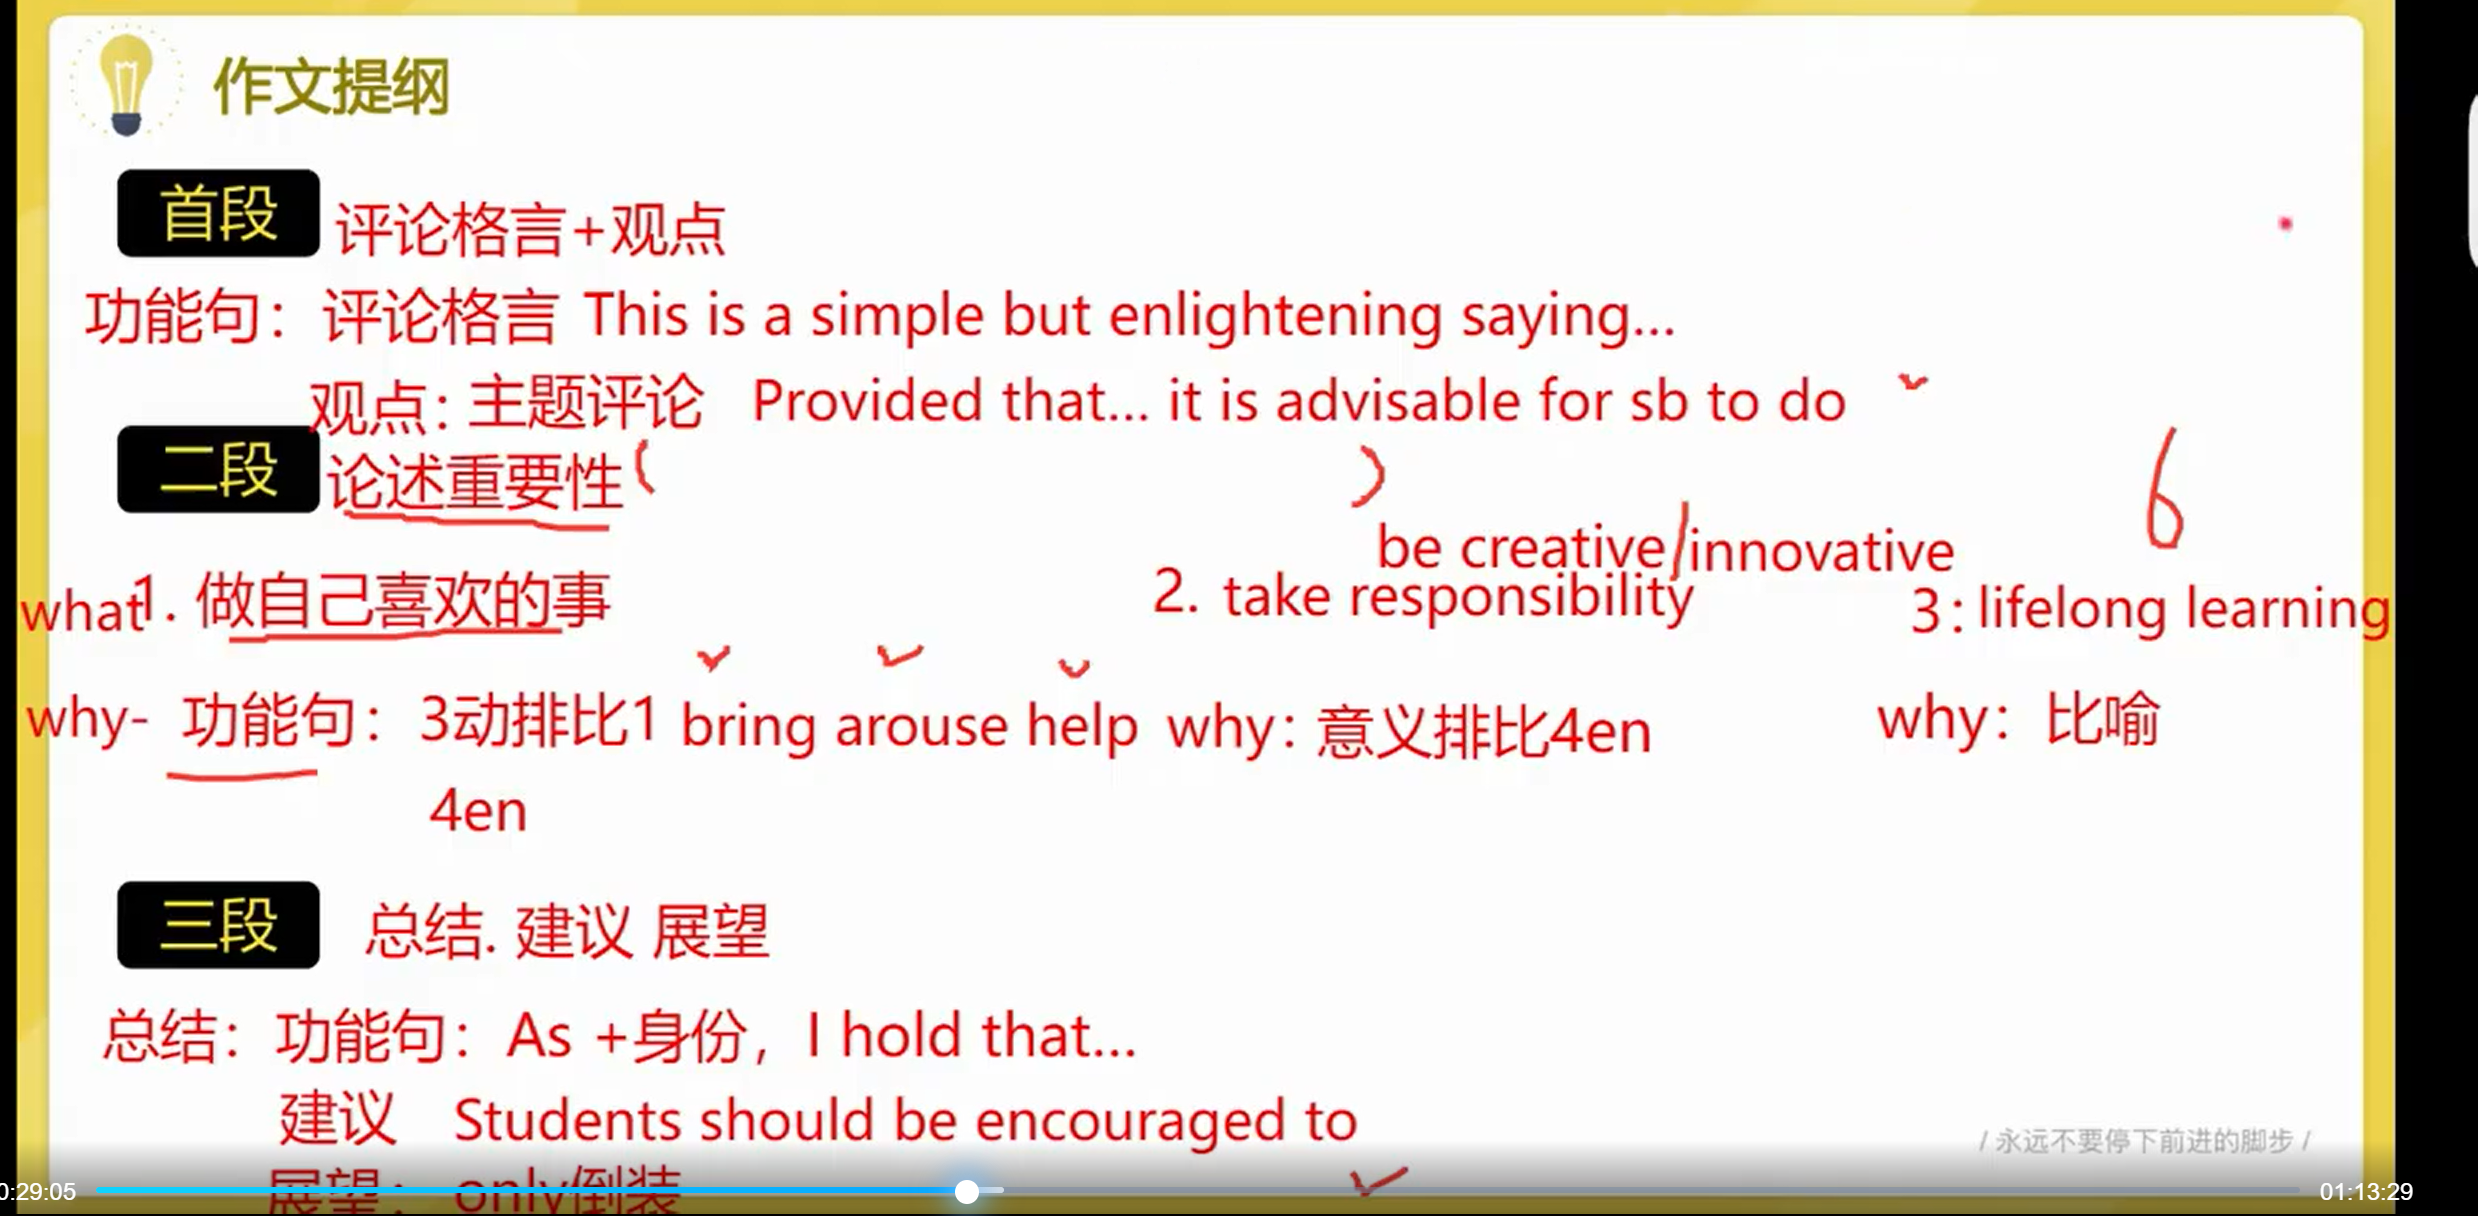 作文提纲
首段 评论格言+观点
功能句：评论格言 This is a simple but enlightening saying...
观点：主题评论 Provided that... it is advisable for sb to do
二段 论述重要性（ ） 6
be creative/innovative
what 1. 做自己喜欢的事 2. take responsibility 3:lifelong learning
why- 功能句：3动排比1 bring arouse help why：意义排比4en why：比喻
4en
三段 总结. 建议 展望
总结：功能句：As +身份，I hold that...
建议 Students should be encouraged to
/ 永远不要停下前进的脚步 /
展望：only倒装
0:29:05 01:13:29